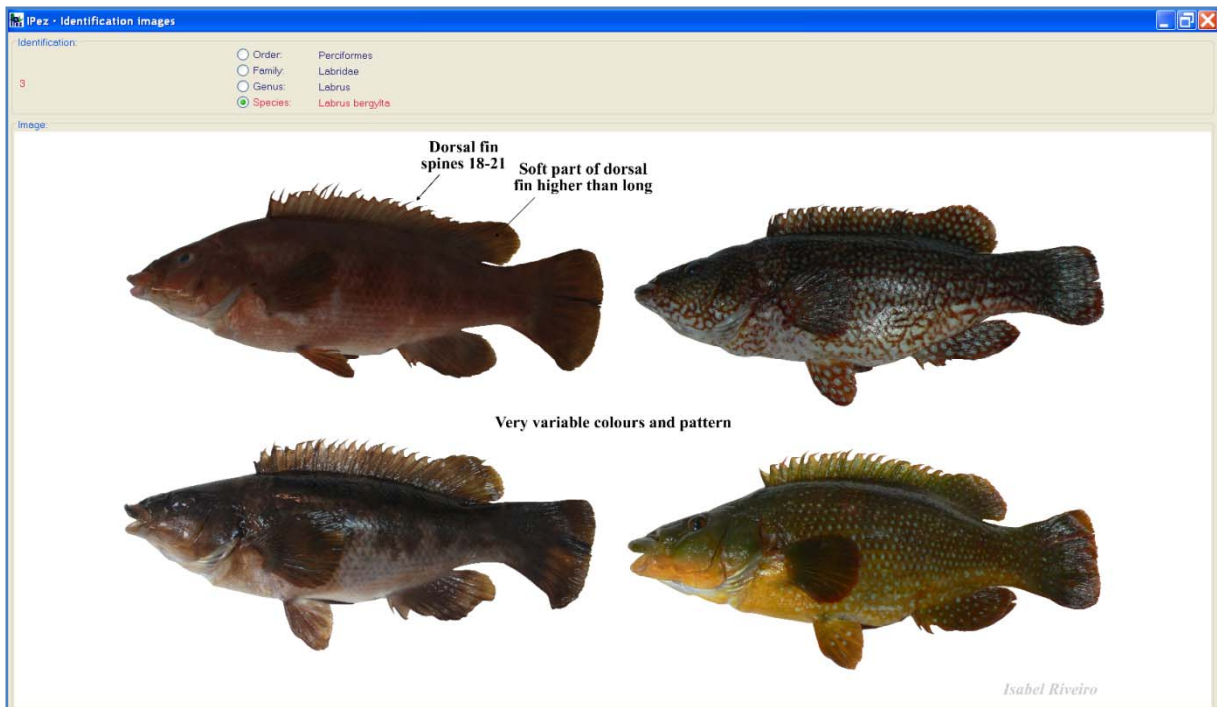 IPez - Identification images
Identification:
Order: Perciformes
Family: Labridae
3
Genus: Labrus
Species: Labrus bergylta
Image:
Dorsal fin
spines 18-21
Soft part of dorsal
fin higher than long
Very variable colours and pattern
Isabel Riveiro